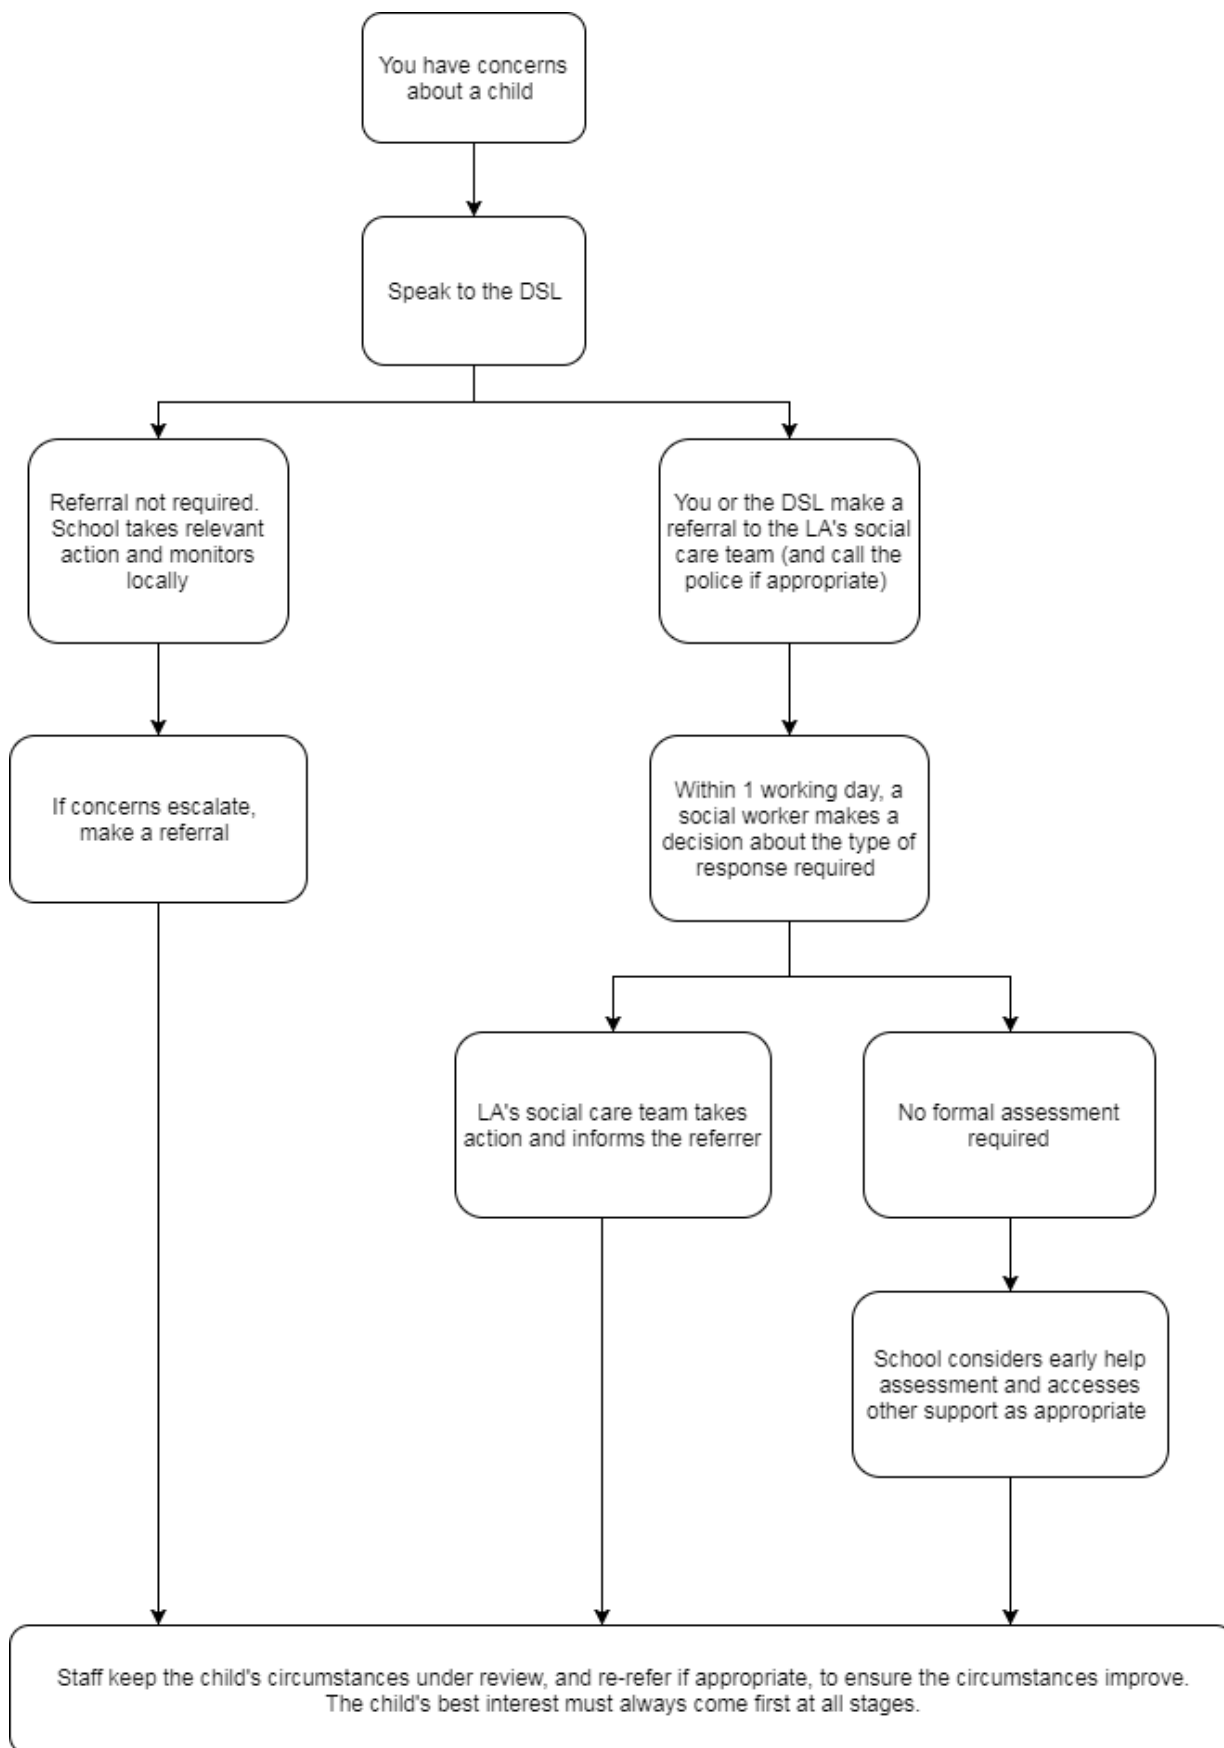 You have concerns
about a child
Speak to the DSL
Referral not required.
School takes relevant
action and monitors
locally
You or the DSL make a
referral to the LA's social
care team (and call the
police if appropriate)
If concerns escalate,
make a referral
Within 1 working day, a
social worker makes a
decision about the type of
response required
LA's social care team takes
action and informs the referrer
No formal assessment
required
School considers early help
assessment and accesses
other support as appropriate
Staff keep the child's circumstances under review, and re-refer if appropriate, to ensure the circumstances improve.
The child's best interest must always come first at all stages.